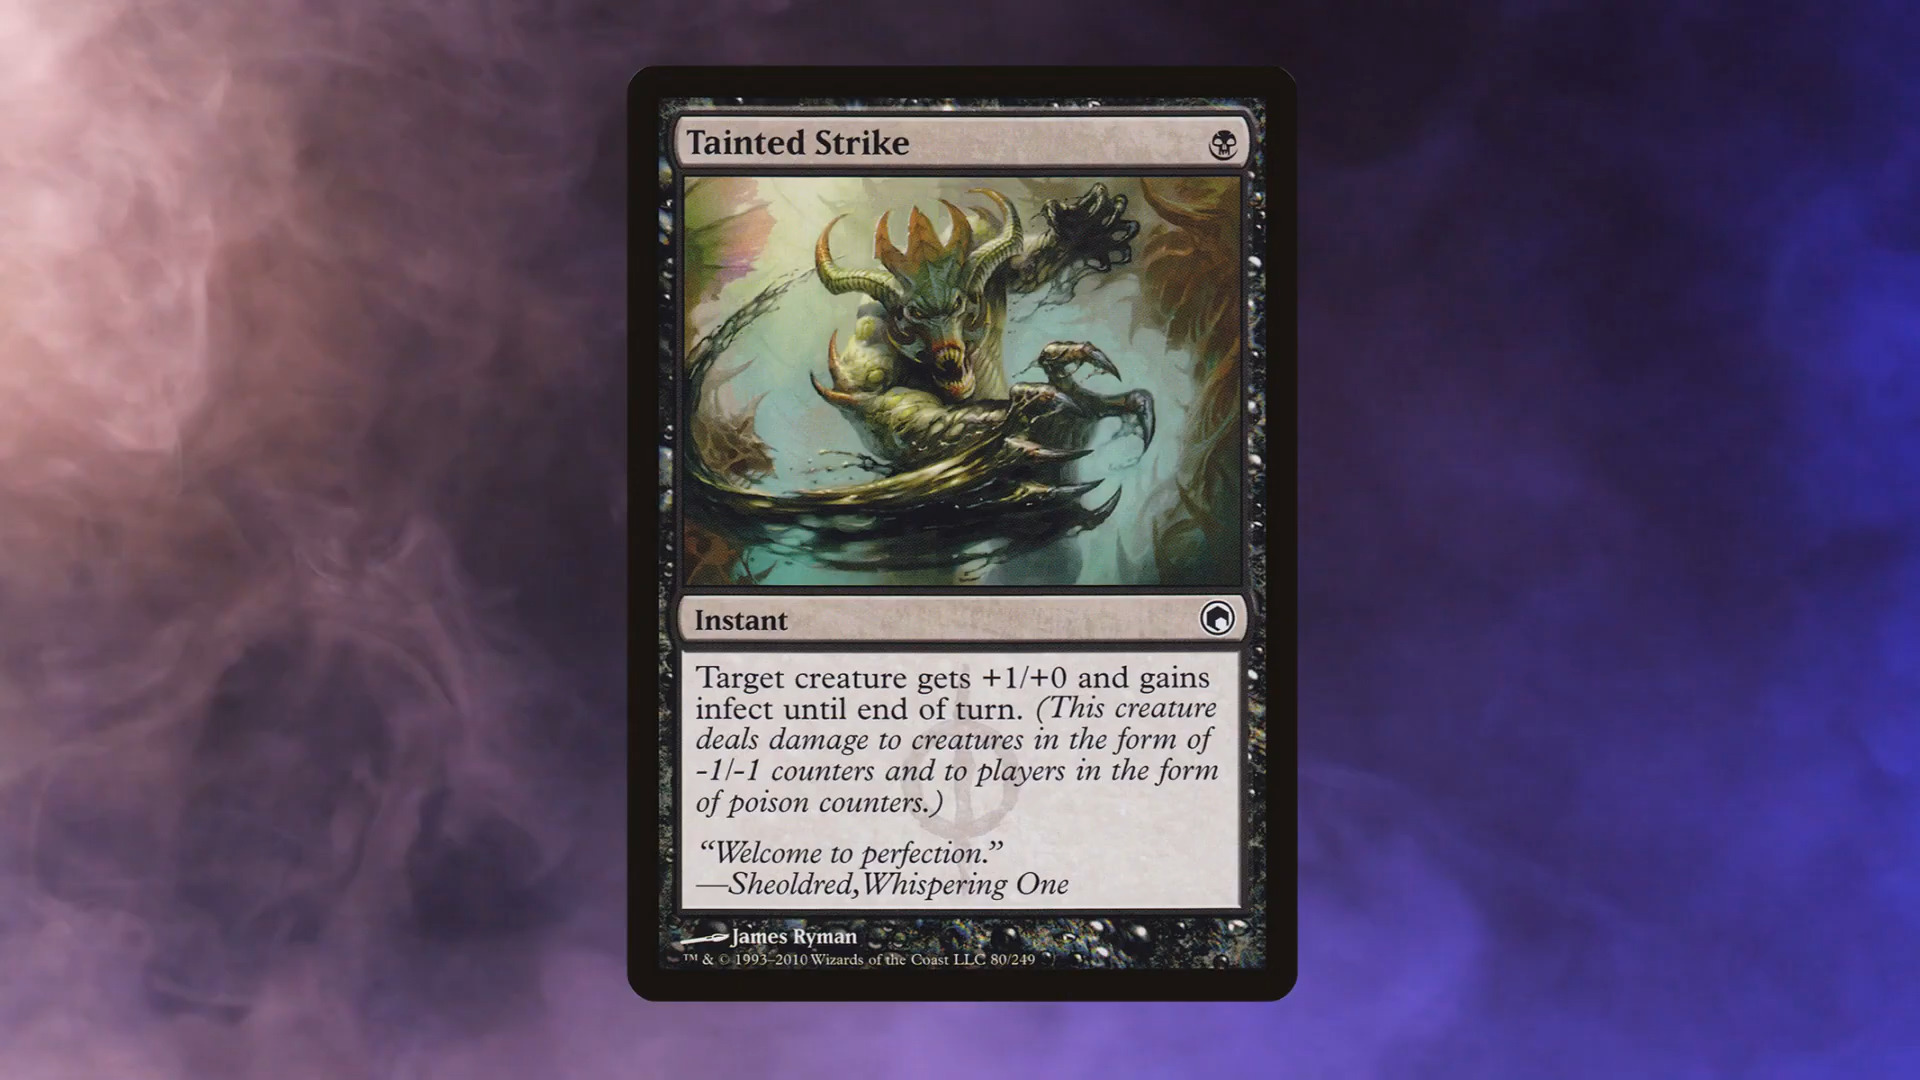 Tainted Strike
Instant
Target creature gets +1/+0 and gains
infect until end of turn. (This creature
deals damage to creatures in the form of
-1/-1 counters and to players in the form
of poison counters.)
“Welcome to perfection.”
—Sheoldred, Whispering One
James Ryman
™ & © 1993–2010 Wizards of the Coast LLC 80/249